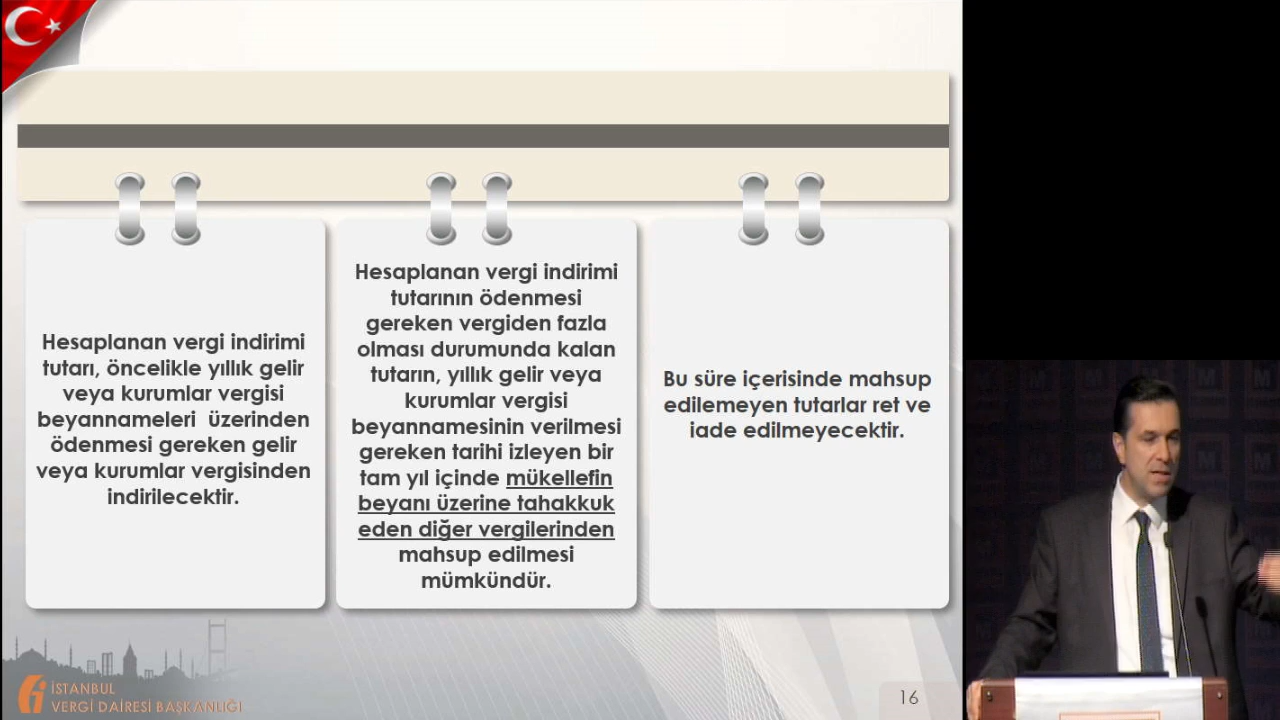 Hesaplanan vergi indirimi
tutarı, öncelikle yıllık gelir
veya kurumlar vergisi
beyannameleri üzerinden
ödenmesi gereken gelir
veya kurumlar vergisinden
indirilecektir.
Hesaplanan vergi indirimi
tutarının ödenmesi
gereken vergiden fazla
olması durumunda kalan
tutarın, yıllık gelir veya
kurumlar vergisi
beyannamesinin verilmesi
gereken tarihi izleyen bir
tam yıl içinde mükellefin
beyanı üzerine tahakkuk
eden diğer vergilerinden
mahsup edilmesi
mümkündür.
Bu süre içerisinde mahsup
edilemeyen tutarlar ret ve
iade edilmeyecektir.
İSTANBUL
VERGİ DAİRESİ BAŞKANLIĞI
16